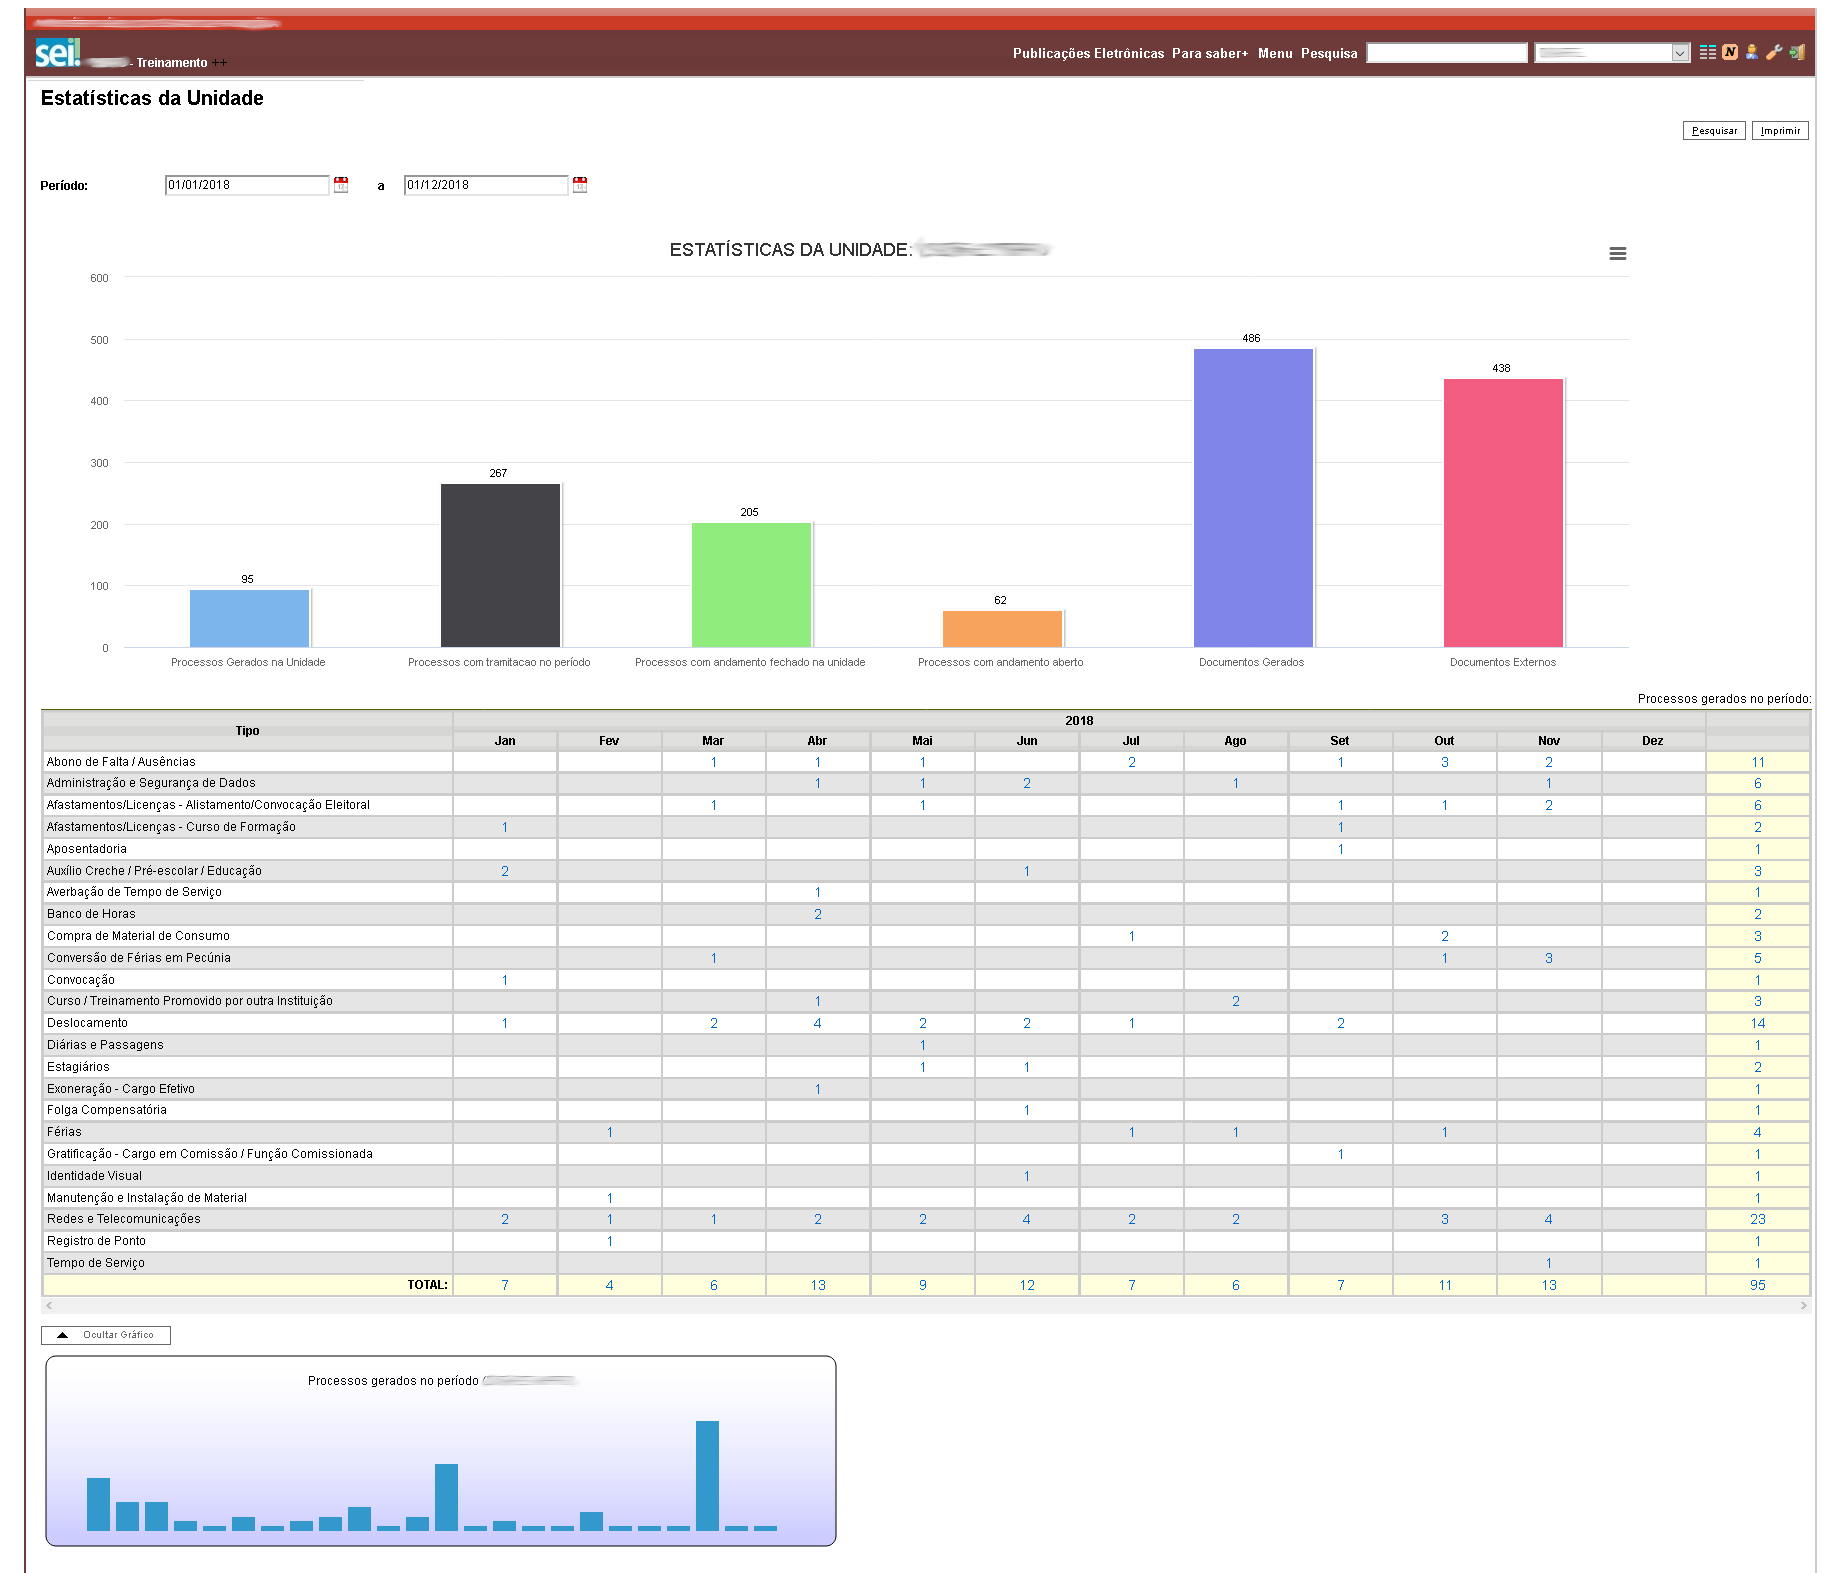 sei! - Treinamento ++
Publicações Eletrônicas Para saber+ Menu Pesquisa
N
Estatísticas da Unidade
Pesquisar Imprimir
Período: 01/01/2018 a 01/12/2018
ESTATÍSTICAS DA UNIDADE:
600
500
400
300
200
100
0
95
267
205
62
486
438
Processos Gerados na Unidade
Processos com tramitacao no período
Processos com andamento fechado na unidade
Processos com andamento aberto
Documentos Gerados
Documentos Externos
Processos gerados no período:
Tipo 2018
Jan Fev Mar Abr Mai Jun Jul Ago Set Out Nov Dez
Abono de Falta / Ausências 1 1 1 2 1 3 2 11
Administração e Segurança de Dados 1 1 2 1 1 6
Afastamentos/Licenças - Alistamento/Convocação Eleitoral 1 1 1 1 2 6
Afastamentos/Licenças - Curso de Formação 1 1 2
Aposentadoria 1 1
Auxílio Creche / Pré-escolar / Educação 2 1 3
Averbação de Tempo de Serviço 1 1
Banco de Horas 2 2
Compra de Material de Consumo 1 2 3
Conversão de Férias em Pecúnia 1 1 3 5
Convocação 1 1
Curso / Treinamento Promovido por outra Instituição 1 2 3
Deslocamento 1 2 4 2 2 1 2 14
Diárias e Passagens 1 1
Estagiários 1 1 2
Exoneração - Cargo Efetivo 1 1
Folga Compensatória 1 1
Férias 1 1 1 1 4
Gratificação - Cargo em Comissão / Função Comissionada 1 1
Identidade Visual 1 1
Manutenção e Instalação de Material 1 1
Redes e Telecomunicações 2 1 1 2 2 4 2 2 3 4 23
Registro de Ponto 1 1
Tempo de Serviço 1 1
TOTAL: 7 4 6 13 9 12 7 6 7 11 13 95
Ocultar Gráfico
Processos gerados no período